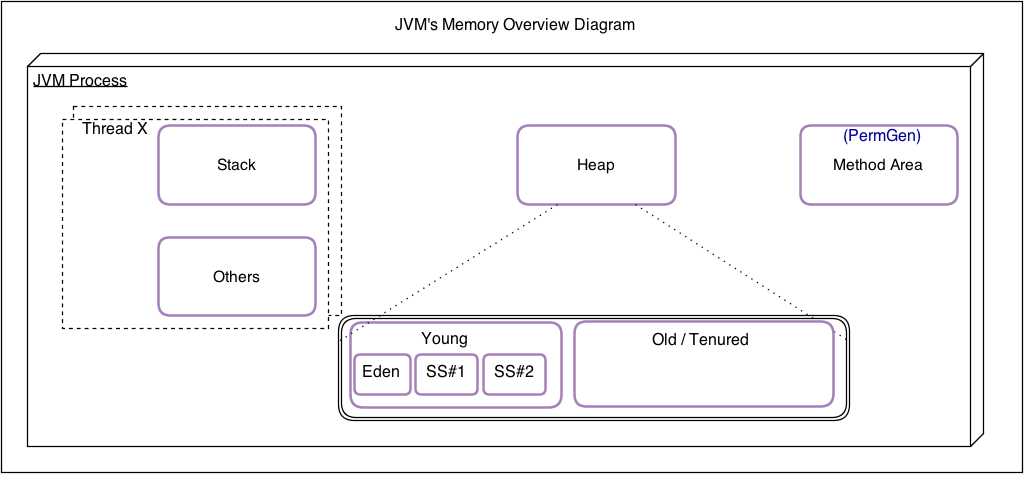 JVM's Memory Overview Diagram
JVM Process
Thread X
Stack
Heap
(PermGen)
Method Area
Others
Young
Old / Tenured
Eden
SS#1
SS#2